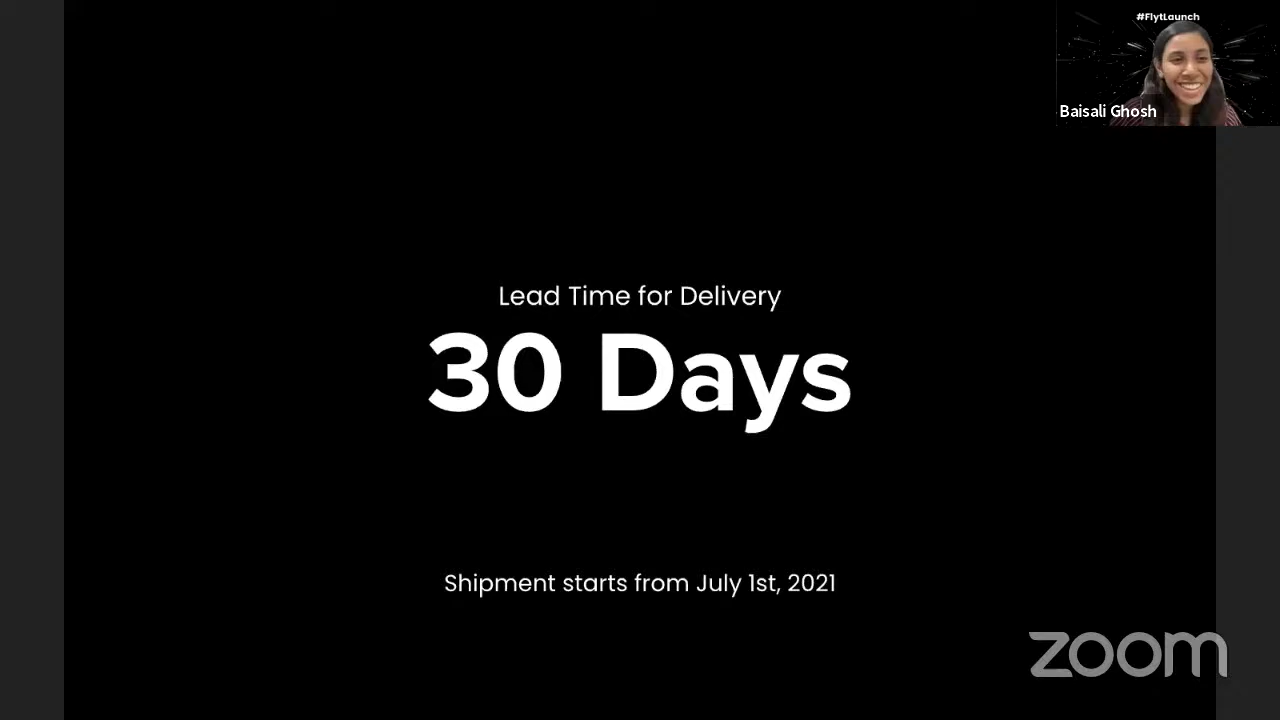 #FlytLaunch
Baisali Ghosh
Lead Time for Delivery
30 Days
Shipment starts from July 1st, 2021
zoom